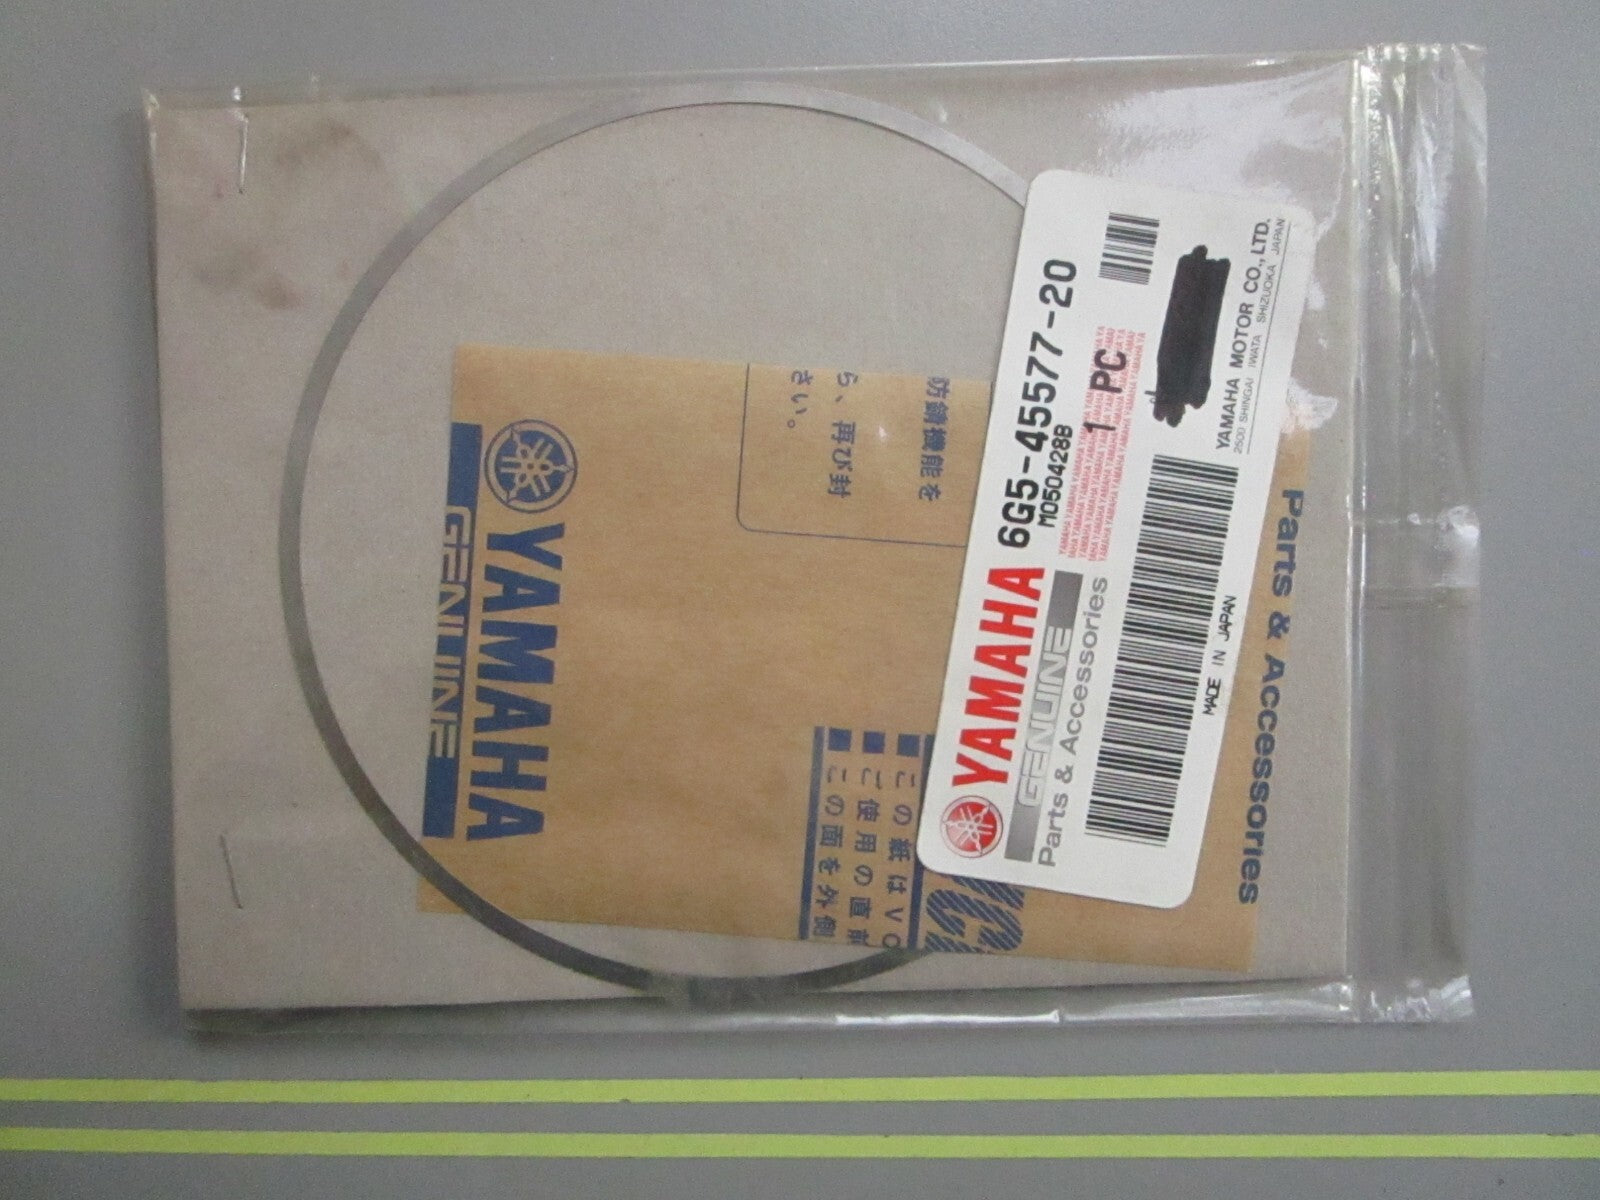 YAMAHA 6G5-45577-20
M050428B
GENUINE
Parts & Accessories
1 PC
MADE IN JAPAN
YAMAHA MOTOR CO.,LTD.
2500 SHINGAI IWATA SHIZUOKA JAPAN
YAMAHA
GENUINE
Parts & Accessories
防錆機能を
ら、再び封
さい。
この紙はV
ご使用の直前
この面を外側